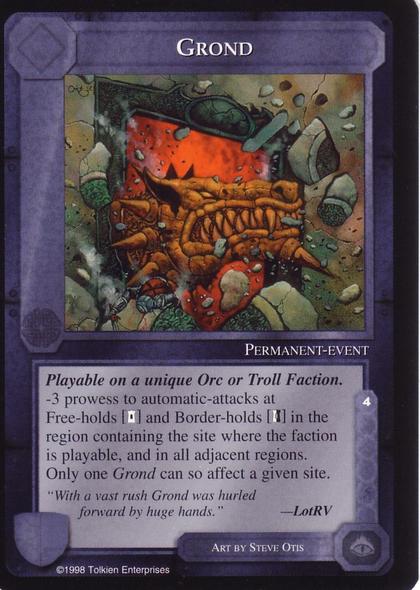 GROND
PERMANENT-EVENT
Playable on a unique Orc or Troll Faction.
-3 prowess to automatic-attacks at
Free-holds [] and Border-holds [] in the
region containing the site where the faction
is playable, and in all adjacent regions.
Only one Grond can so affect a given site.
4
“With a vast rush Grond was hurled
forward by huge hands.” —LotRV
ART BY STEVE OTIS
©1998 Tolkien Enterprises